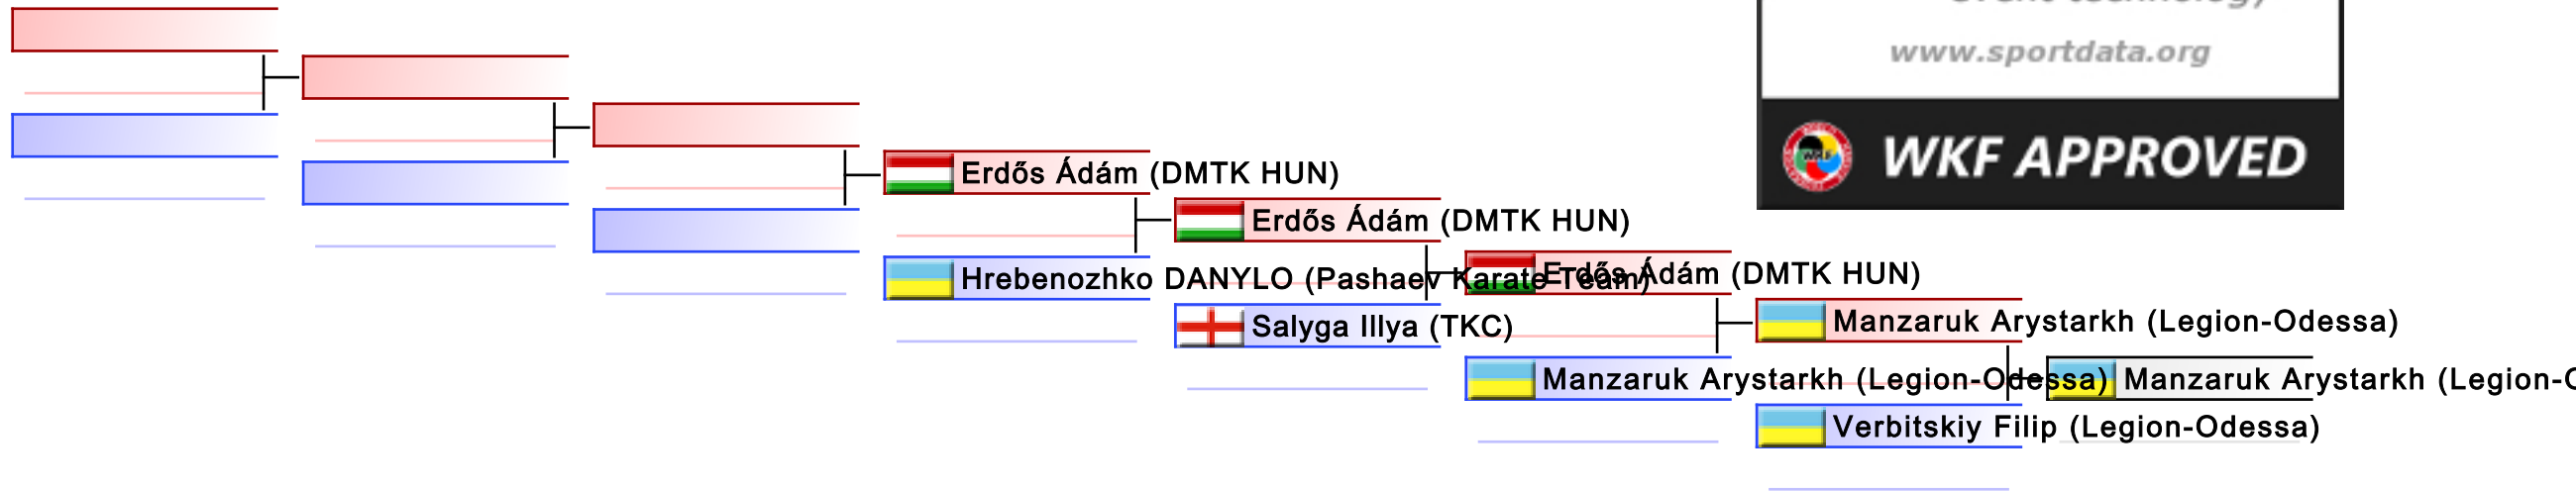 www.sportdata.org
WKF APPROVED
Erdős Ádám (DMTK HUN)
Erdős Ádám (DMTK HUN)
Hrebenozhko DANYLO (Pashaev Karate Team)
Erdős Ádám (DMTK HUN)
Salyga Illya (TKC)
Manzaruk Arystarkh (Legion-Odessa)
Manzaruk Arystarkh (Legion-Odessa)
Manzaruk Arystarkh (Legion-
Verbitskiy Filip (Legion-Odessa)